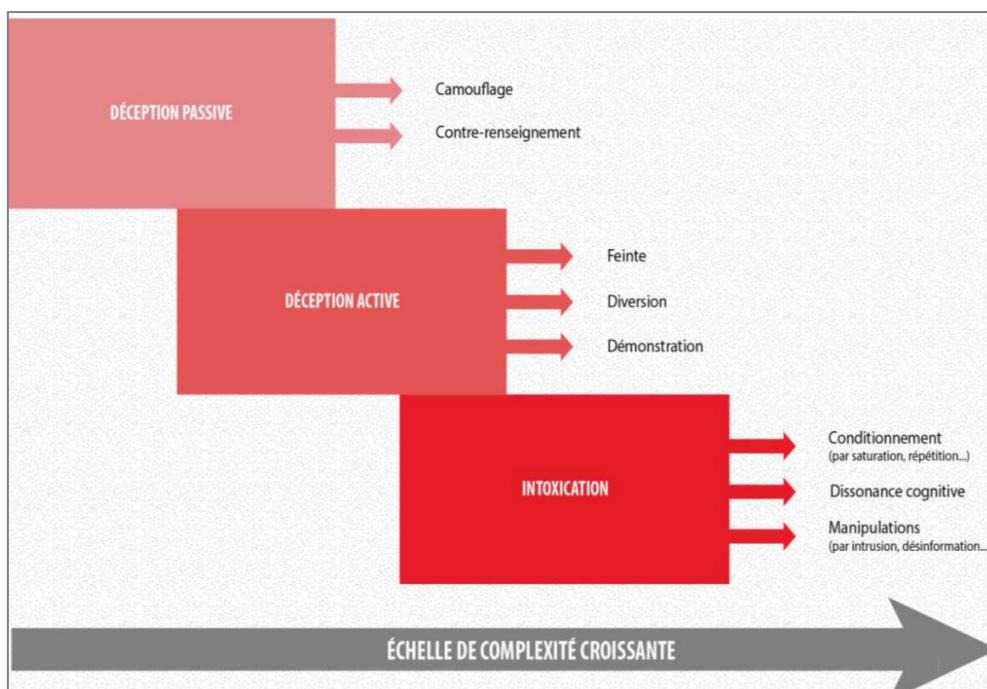 DÉCEPTION PASSIVE
Camouflage
Contre-renseignement
DÉCEPTION ACTIVE
Feinte
Diversion
Démonstration
INTOXICATION
Conditionnement
(par saturation, répétition...)
Dissonance cognitive
Manipulations
(par intrusion, désinformation...
ÉCHELLE DE COMPLEXITÉ CROISSANTE
1